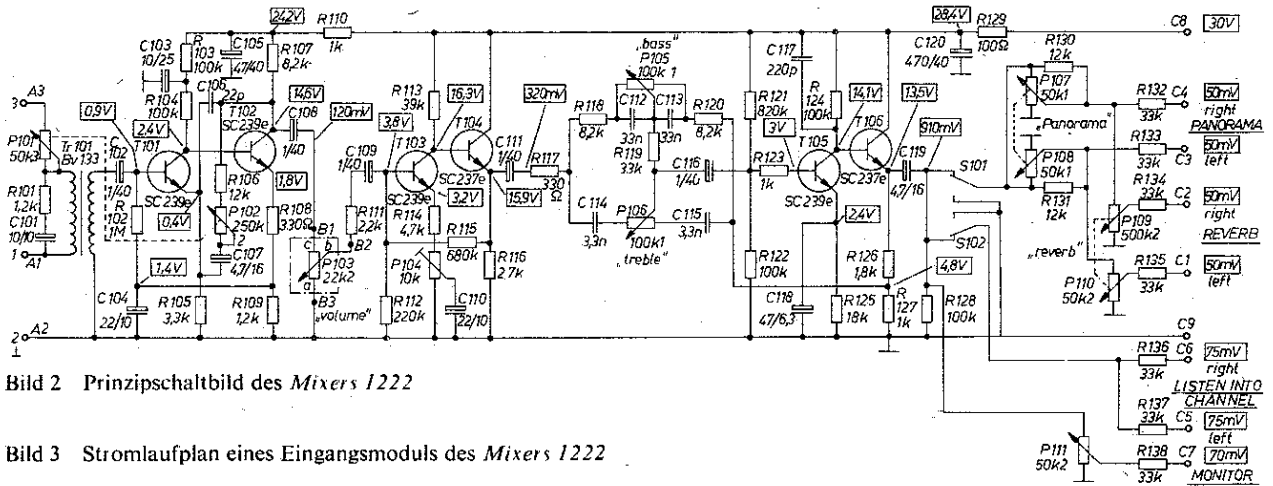 24,2V
R110
1k
28,4V
R129
100Ω
C8
30V
C103
10/25
R
103
100k
C105
47/40
R107
8,2k
C106
22p
R
104
100k
14,6V
C108
1/40
120mV
R113
39k
16,3V
320mV
„bass"
P105
100k 1
C112
33n
C113
33n
R118
8,2k
R120
8,2k
R119
33k
C117
220p
R121
820k
R
124
100k
14,1V
13,5V
910mV
C120
470/40
R130
12k
P107
50k1
„Panorama"
P108
50k1
R131
12k
R132
33k
C4
50mV
right
PANORAMA
R133
33k
C3
50mV
left
R134
33k
C2
50mV
right
REVERB
P109
500k2
R135
33k
C1
50mV
left
„reverb"
P110
50k2
A3
3
P101
50k3
Tr101
Bv133
R101
1,2k
C101
10/10
1
A1
0,9V
2,4V
102
1/40
T101
SC239e
R
102
1M
0,4V
T102
SC239e
R106
12k
P102
250k
2
C107
4,7/16
1,8V
R108
330Ω
1,4V
C104
22/10
R105
3,3k
R109
1,2k
B1
c
b
P103
22k2
a
B2
B3
„volume"
C109
1/40
R111
2,2k
3,8V
T103
SC239e
3,2V
R114
4,7k
P104
10k
R112
220k
R115
680k
C110
22/10
T104
SC237e
C111
1/40
15,9V
R116
2,7k
R117
330
Ω
C114
3,3n
P106
100k1
„treble"
C116
1/40
C115
3,3n
R123
1k
3V
T105
SC239e
T106
SC237e
C119
4,7/16
2,4V
R122
100k
C118
47/6,3
R125
18k
R126
1,8k
4,8V
R
127
1k
R128
100k
S101
S102
A2
2
C9
R136
33k
C6
75mV
right
LISTEN INTO
CHANNEL
R137
33k
C5
75mV
left
P111
50k2
R138
33k
C7
70mV
MONITOR
Bild 2 Prinzipschaltbild des Mixers 1222
Bild 3 Stromlaufplan eines Eingangsmoduls des Mixers 1222